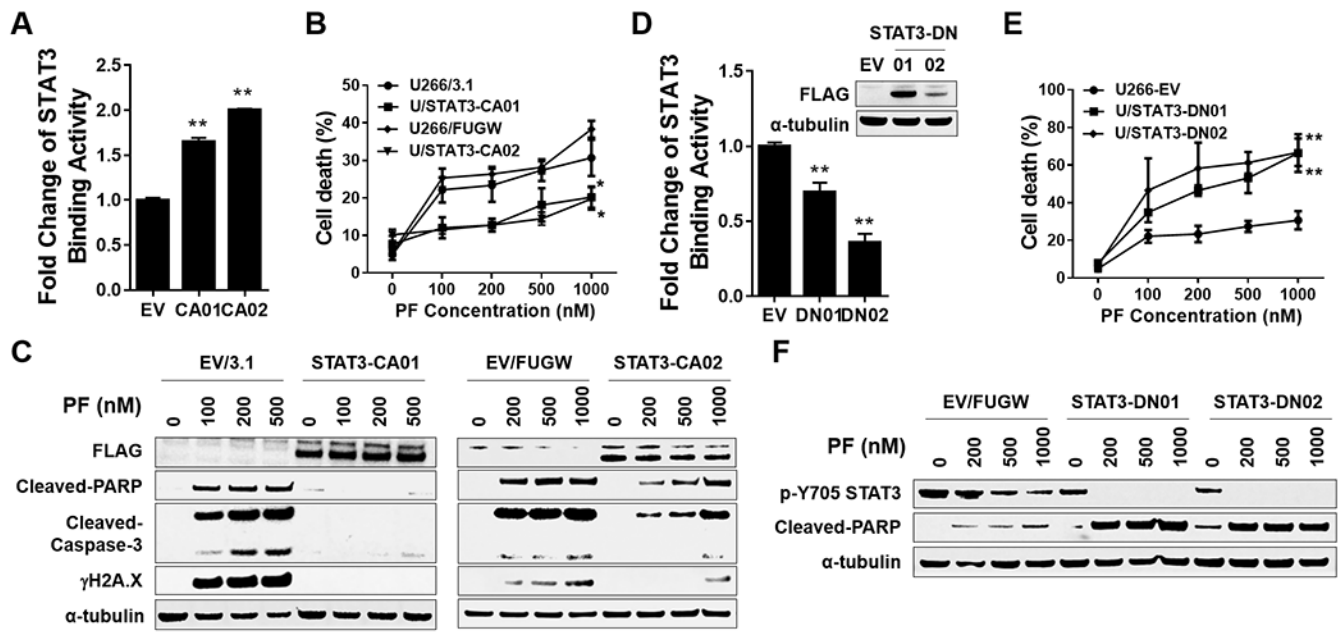 A
Fold Change of STAT3
Binding Activity
2.5
2.0
1.5
1.0
0.5
0.0
**
**
EV CA01 CA02
B
U266/3.1
U/STAT3-CA01
U266/FUGW
U/STAT3-CA02
Cell death (%)
50
40
30
20
10
0
*
*
0 100 200 500 1000
PF Concentration (nM)
D
Fold Change of STAT3
Binding Activity
1.5
1.0
0.5
0.0
**
**
EV DN01 DN02
STAT3-DN
EV 01 02
FLAG
α-tubulin
E
U266-EV
U/STAT3-DN01
U/STAT3-DN02
Cell death (%)
100
80
60
40
20
0
**
**
0 100 200 500 1000
PF Concentration (nM)
C
EV/3.1 STAT3-CA01 EV/FUGW STAT3-CA02
PF (nM) 0 100 200 500 0 100 200 500 0 200 500 1000 0 200 500 1000
FLAG
Cleaved-PARP
Cleaved-
Caspase-3
γH2A.X
α-tubulin
F
EV/FUGW STAT3-DN01 STAT3-DN02
PF (nM) 0 200 500 1000 0 200 500 1000 0 200 500 1000
p-Y705 STAT3
Cleaved-PARP
α-tubulin